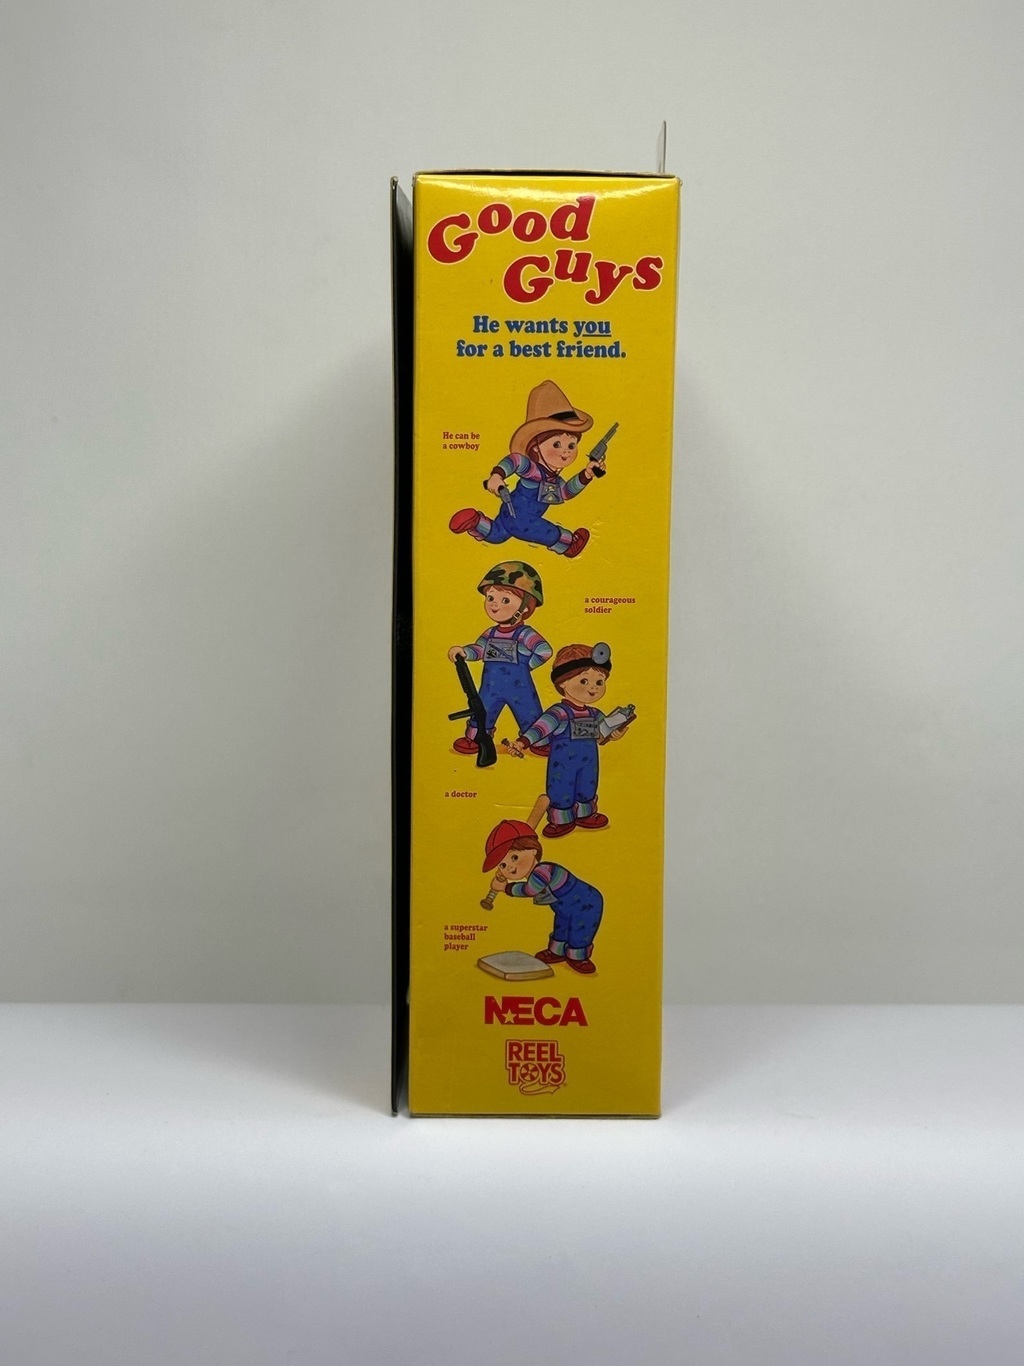 Good
Guys
He wants you
for a best friend.
He can be
a cowboy
a courageous
soldier
a doctor
a superstar
baseball
player
NECA
REEL
TOYS